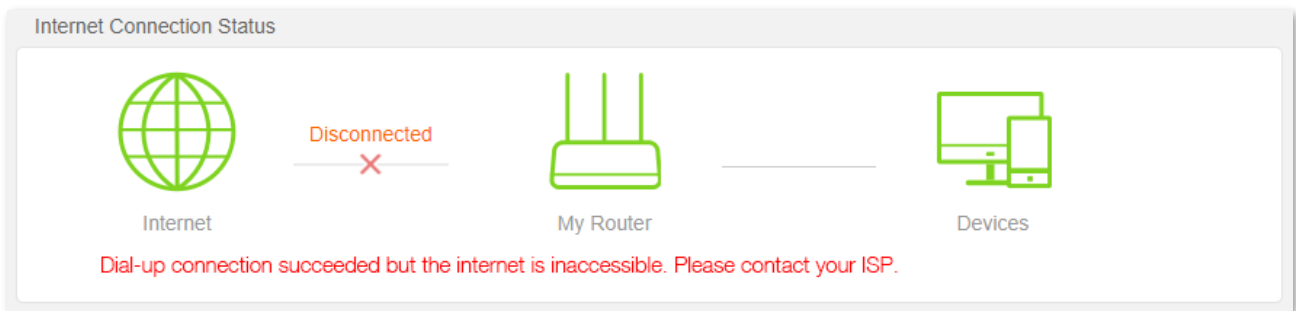 Internet Connection Status
Disconnected
Internet
My Router
Devices
Dial-up connection succeeded but the internet is inaccessible. Please contact your ISP.